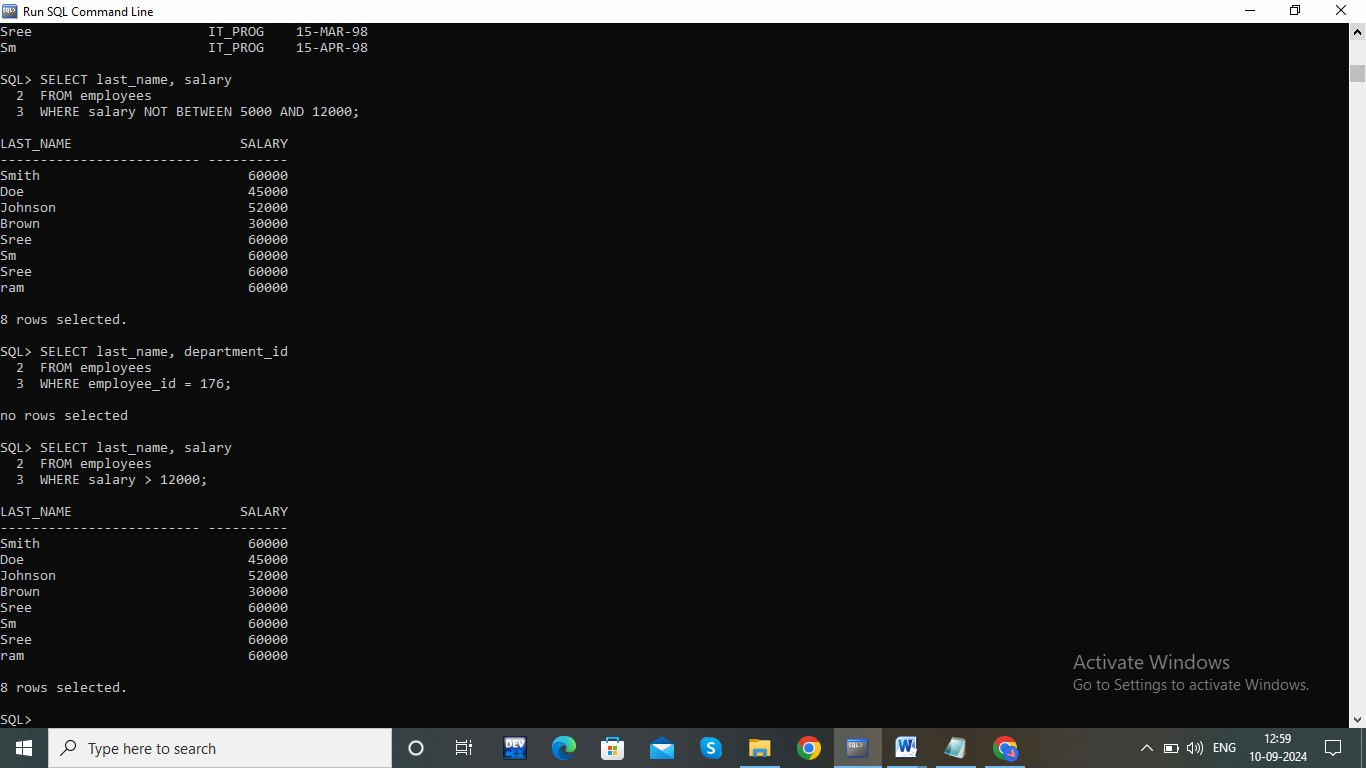 Run SQL Command Line
Sree                      IT_PROG    15-MAR-98
Sm                        IT_PROG    15-APR-98
SQL> SELECT last_name, salary
  2  FROM employees
  3  WHERE salary NOT BETWEEN 5000 AND 12000;
LAST_NAME                     SALARY
------------------------- ----------
Smith                          60000
Doe                            45000
Johnson                        52000
Brown                          30000
Sree                           60000
Sm                             60000
Sree                           60000
ram                            60000
8 rows selected.
SQL> SELECT last_name, department_id
  2  FROM employees
  3  WHERE employee_id = 176;
no rows selected
SQL> SELECT last_name, salary
  2  FROM employees
  3  WHERE salary > 12000;
LAST_NAME                     SALARY
------------------------- ----------
Smith                          60000
Doe                            45000
Johnson                        52000
Brown                          30000
Sree                           60000
Sm                             60000
Sree                           60000
ram                            60000
8 rows selected.
SQL>
Activate Windows
Go to Settings to activate Windows.
Type here to search
DEV
SQL>
W
ENG
12:59
10-09-2024